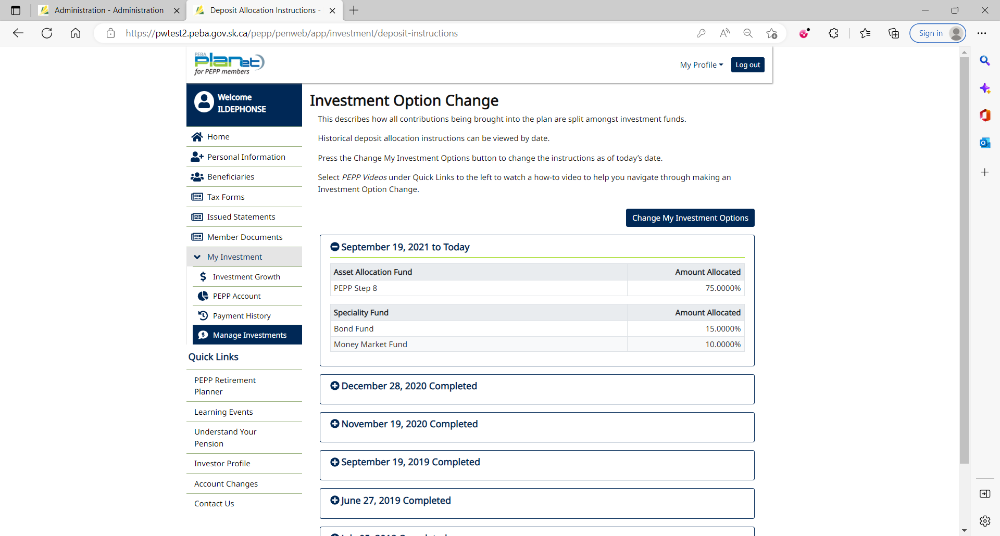 Administration - Administration
Deposit Allocation Instructions -
https://pwtest2.peba.gov.sk.ca/pepp/penweb/app/investment/deposit-instructions
Sign in
PEBA
planet
for PEPP members
My Profile
Log out
Welcome
ILDEPHONSE
Home
Personal Information
Beneficiaries
Tax Forms
Issued Statements
Member Documents
My Investment
Investment Growth
PEPP Account
Payment History
Manage Investments
Quick Links
PEPP Retirement
Planner
Learning Events
Understand Your
Pension
Investor Profile
Account Changes
Contact Us
Investment Option Change
This describes how all contributions being brought into the plan are split amongst investment funds.
Historical deposit allocation instructions can be viewed by date.
Press the Change My Investment Options button to change the instructions as of today's date.
Select PEPP Videos under Quick Links to the left to watch a how-to video to help you navigate through making an
Investment Option Change.
Change My Investment Options
September 19, 2021 to Today
Asset Allocation Fund Amount Allocated
PEPP Step 8 75.0000%
Speciality Fund Amount Allocated
Bond Fund 15.0000%
Money Market Fund 10.0000%
December 28, 2020 Completed
November 19, 2020 Completed
September 19, 2019 Completed
June 27, 2019 Completed